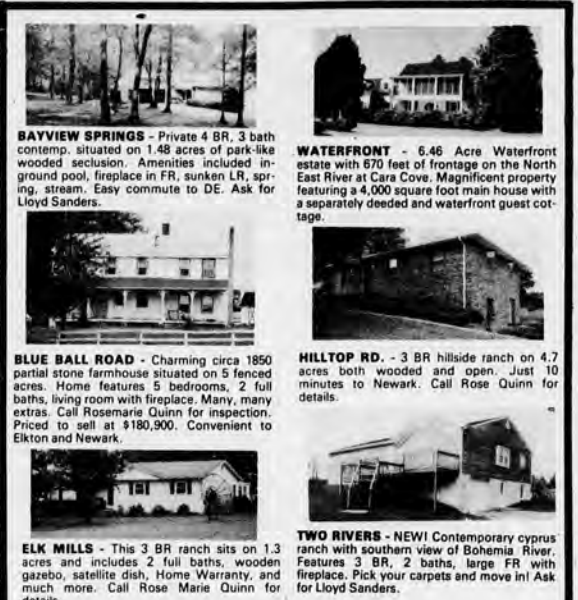 BAYVIEW SPRINGS - Private 4 BR, 3 bath
contemp. situated on 1.48 acres of park-like
wooded seclusion. Amenities included in-
ground pool, fireplace in FR, sunken LR, spr-
ing, stream. Easy commute to DE. Ask for
Lloyd Sanders.
BLUE BALL ROAD - Charming circa 1850
partial stone farmhouse situated on 5 fenced
acres. Home features 5 bedrooms, 2 full
baths, living room with fireplace. Many, many
extras. Call Rosemarie Quinn for inspection.
Priced to sell at $180,900. Convenient to
Elkton and Newark.
ELK MILLS - This 3 BR ranch sits on 1.3
acres and includes 2 full baths, wooden
gazebo, satellite dish, Home Warranty, and
much more. Call Rose Marie Quinn for
details.
WATERFRONT - 6.46 Acre Waterfront
estate with 670 feet of frontage on the North
East River at Cara Cove. Magnificent property
featuring a 4,000 square foot main house with
a separately deeded and waterfront guest cot-
tage.
HILLTOP RD. - 3 BR hillside ranch on 4.7
acres both wooded and open. Just 10
minutes to Newark. Call Rose Quinn for
details.
TWO RIVERS - NEW! Contemporary cyprus
ranch with southern view of Bohemia River.
Features 3 BR, 2 baths, large FR with
fireplace. Pick your carpets and move in! Ask
for Lloyd Sanders.